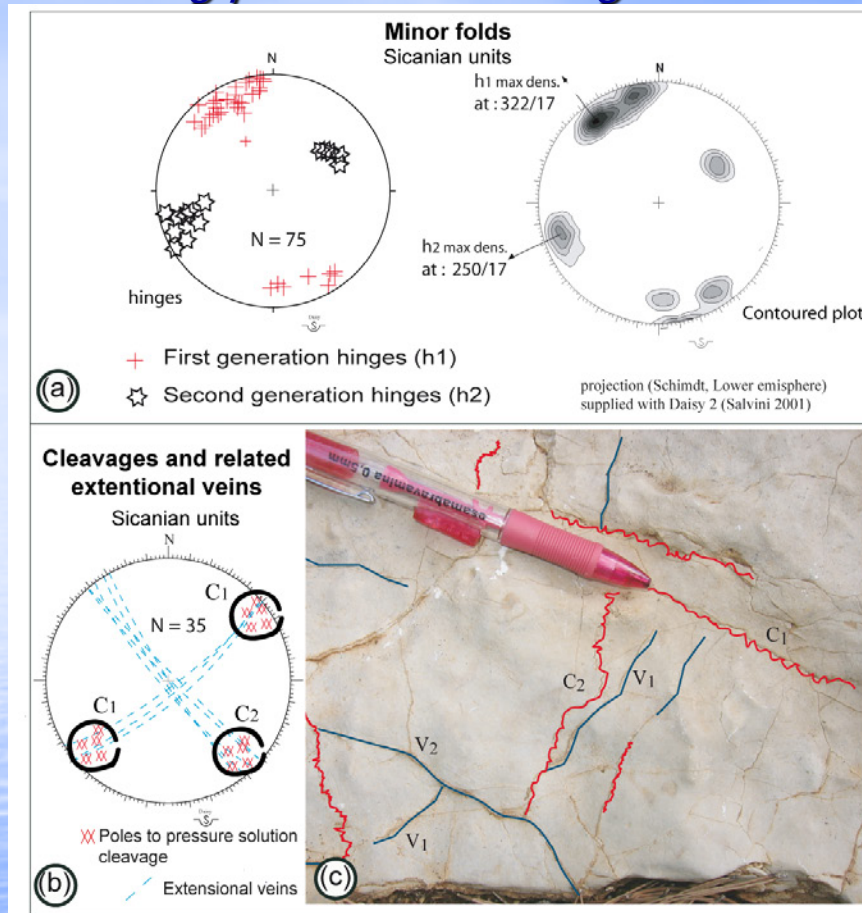 Minor folds
Sicanian units
N
N = 75
hinges
h1 max dens.
at : 322/17
N
h2 max dens.
at : 250/17
Contoured plot
S
S
First generation hinges (h1)
Second generation hinges (h2)
projection (Schimdt, Lower emisphere)
supplied with Daisy 2 (Salvini 2001)
(a)
Cleavages and related
extentional veins
Sicanian units
N
C1
N = 35
C1
C2
S
Poles to pressure solution
cleavage
Extensional veins
(b)
osamabravamina 0,5mm
C1
C2
V1
V2
V1
(c)